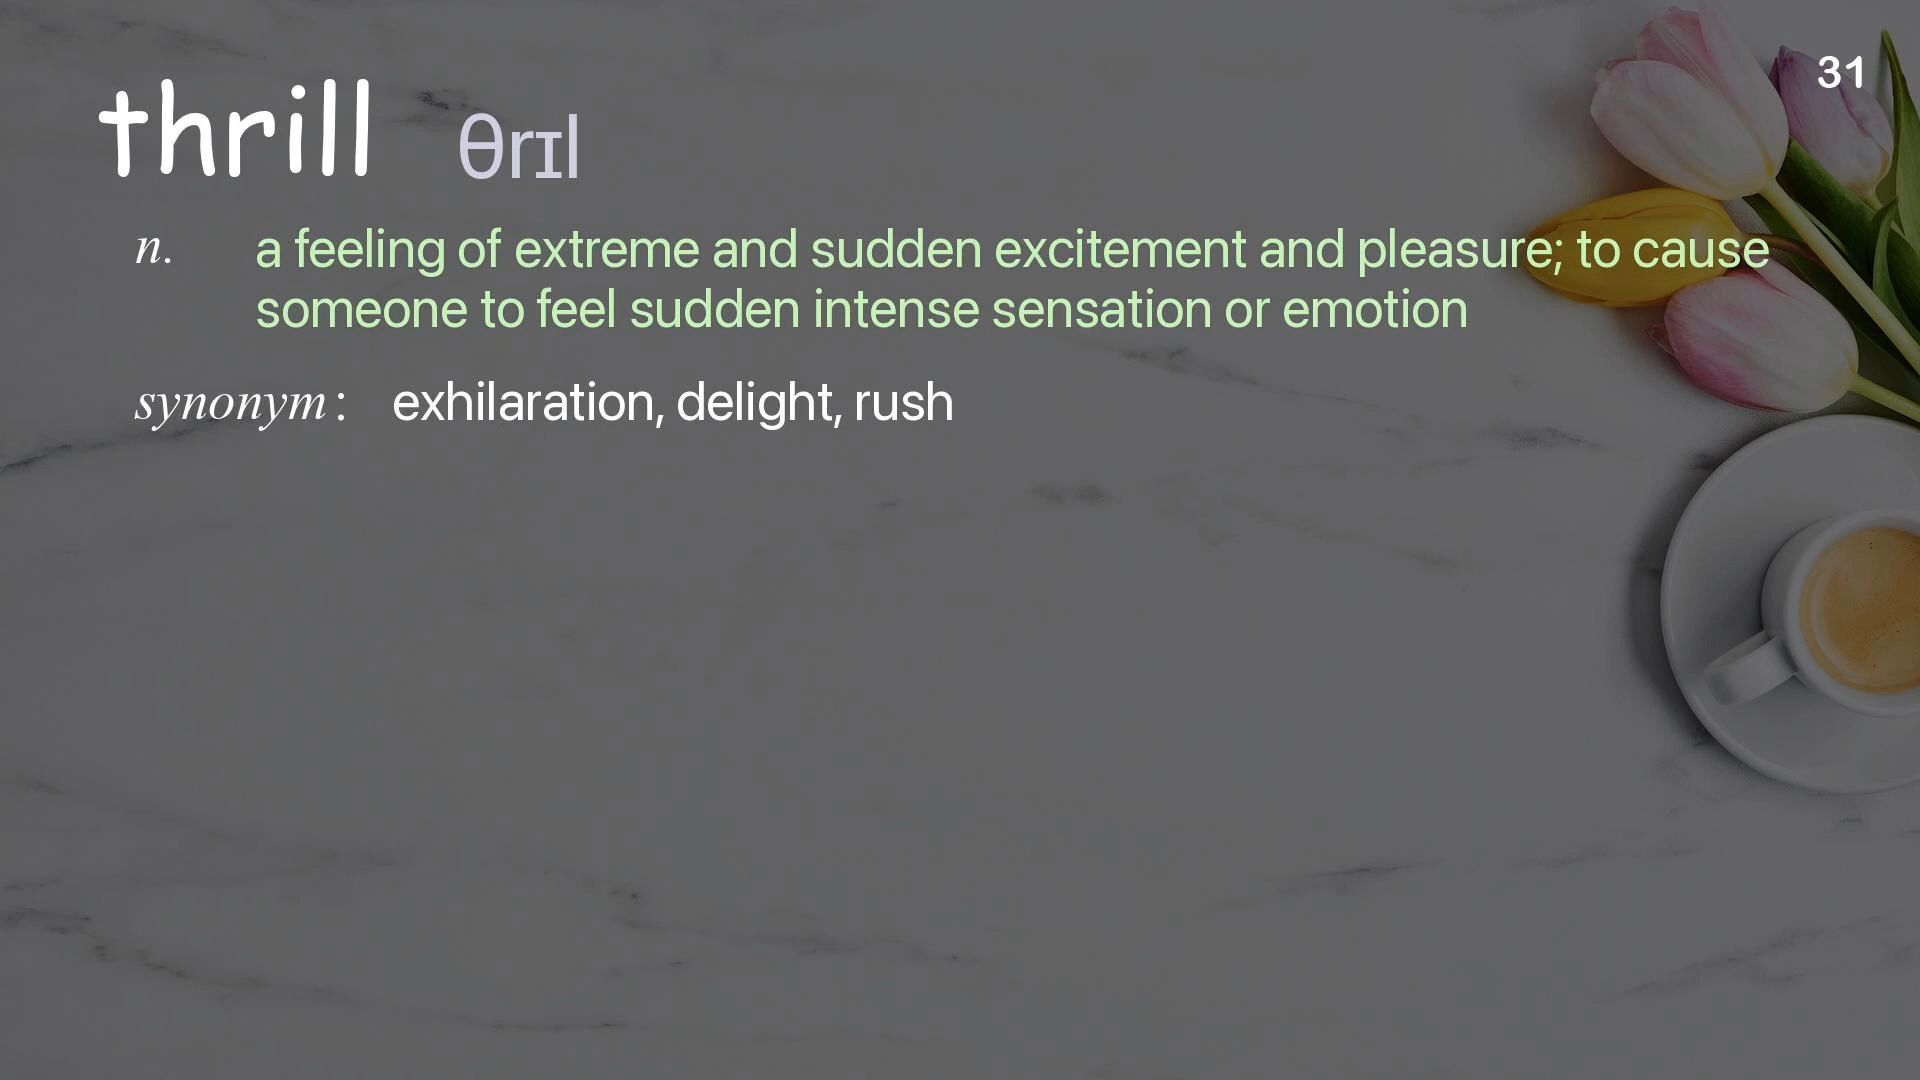 31
thrill θrɪl
n. a feeling of extreme and sudden excitement and pleasure; to cause
someone to feel sudden intense sensation or emotion
synonym: exhilaration, delight, rush